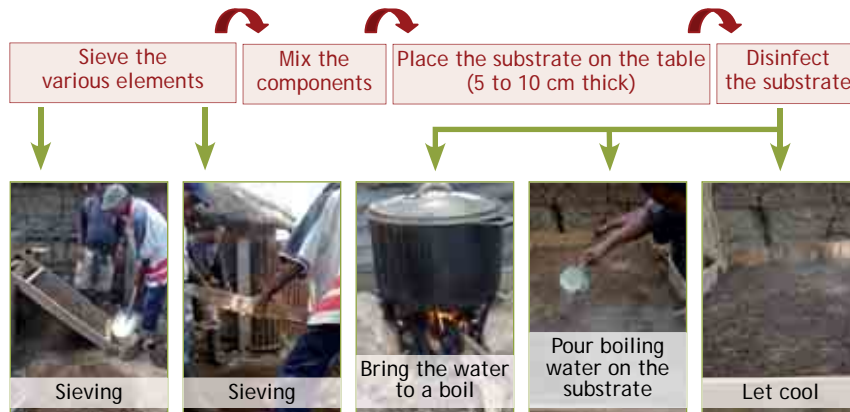 Sieve the
various elements
Mix the
components
Place the substrate on the table
(5 to 10 cm thick)
Disinfect
the substrate
Sieving
Sieving
Bring the water
to a boil
Pour boiling
water on the
substrate
Let cool